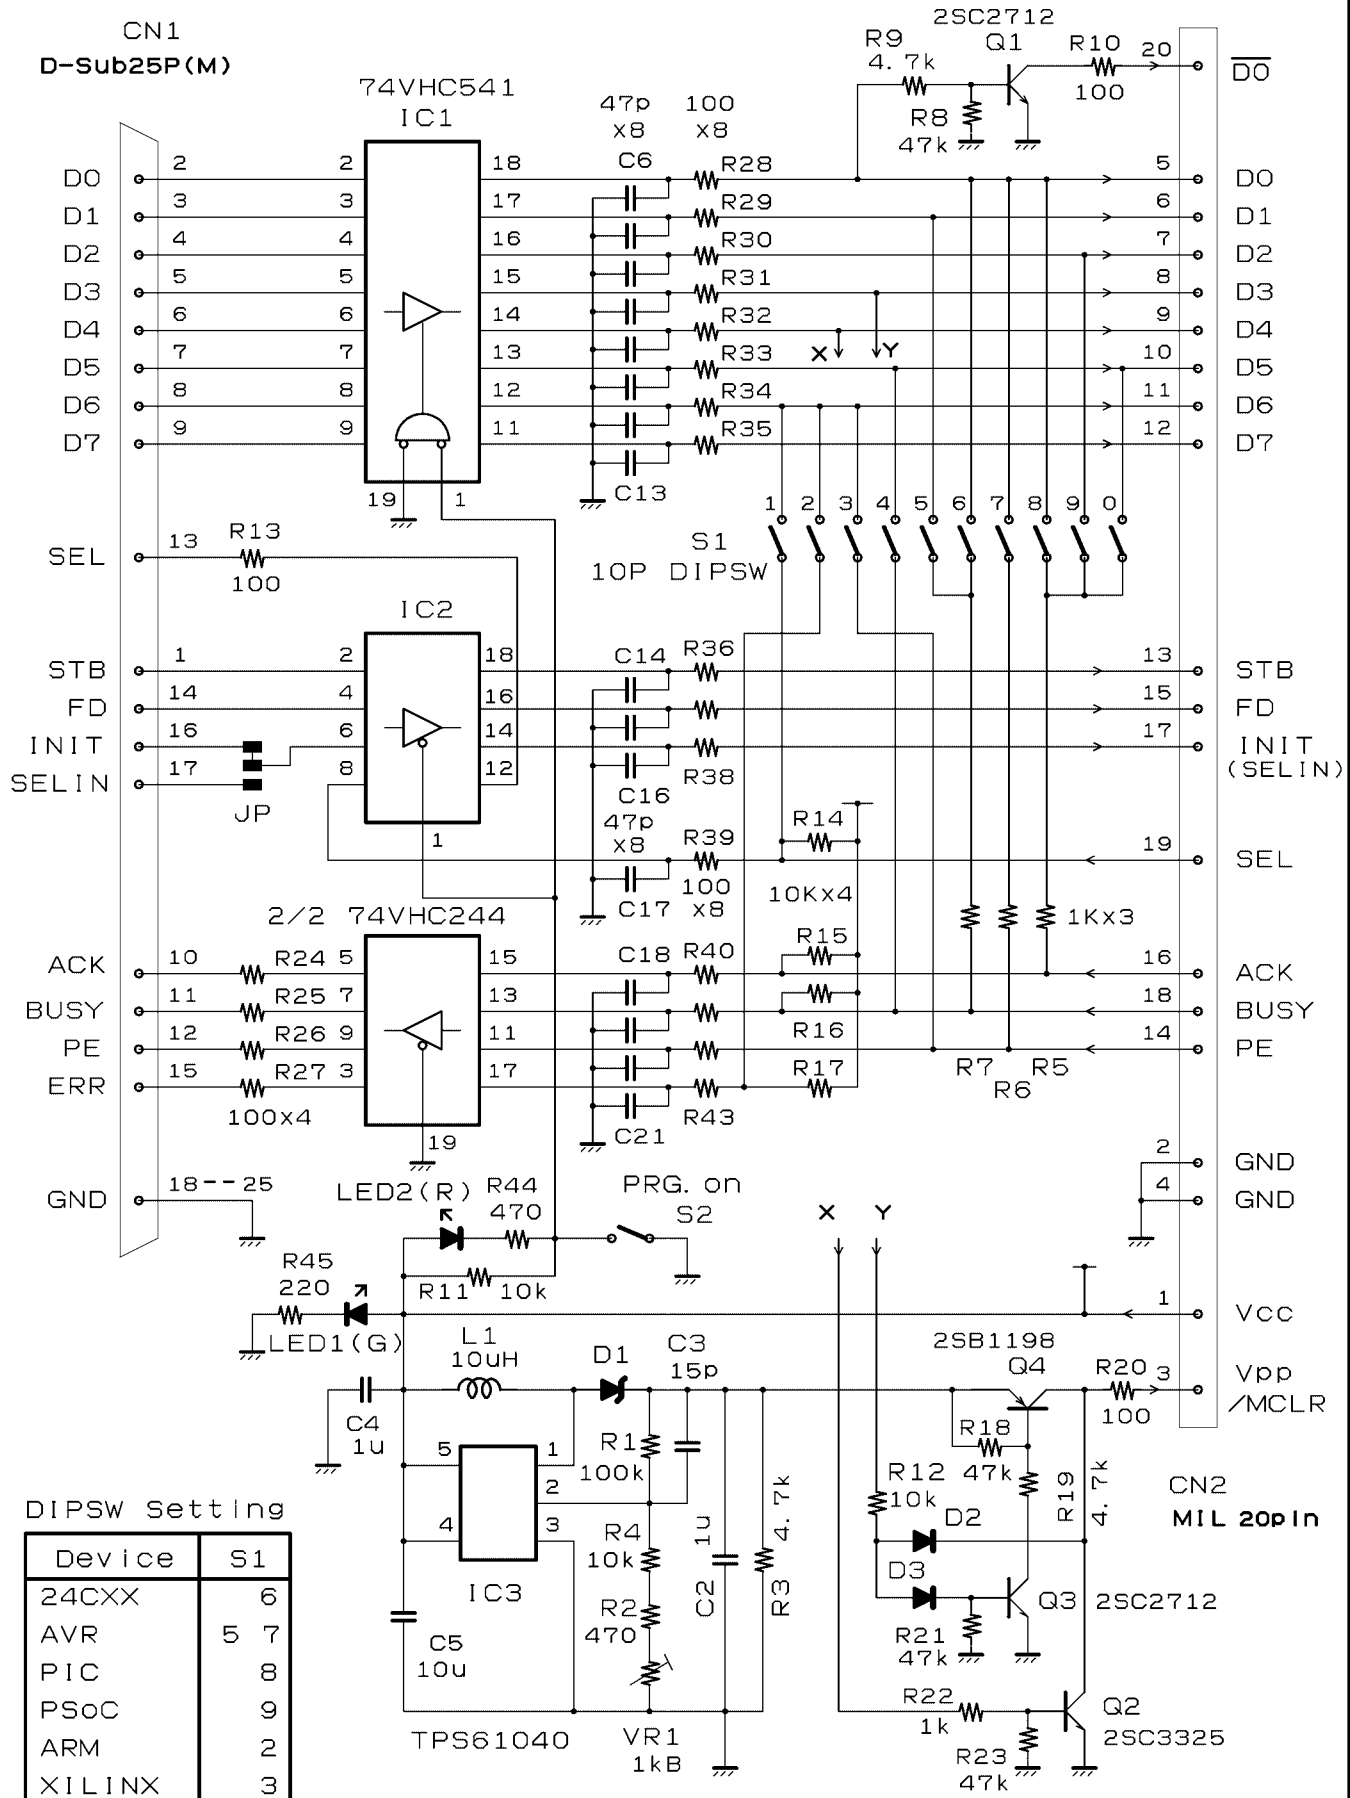 CN1
D-Sub25P(M)
74VHC541
IC1
47p
x8
100
x8
C6
2SC2712
Q1
R9
4.7k
R8
47k
R10
100
20
D0
D0 2 2 18 R28 5 D0
D1 3 3 17 R29 6 D1
D2 4 4 16 R30 7 D2
D3 5 5 15 R31 8 D3
D4 6 6 14 R32 9 D4
X Y
D5 7 7 13 R33 10 D5
D6 8 8 12 R34 11 D6
D7 9 9 11 R35 12 D7
19 1
C13
1 2 3 4 5 6 7 8 9 0
S1
10P DIPSW
SEL 13 R13
100
IC2
STB 1 2 18 C14 R36 13 STB
FD 14 4 16 15 FD
INIT 16 6 14 17 INIT
(SELIN)
SELIN 17 8 12 R38
JP
1
C16
47p
x8
R14
R39
100
x8
C17
19 SEL
10Kx4
1Kx3
2/2 74VHC244
ACK 10 R24 5 15 C18 R40 R15 16 ACK
BUSY 11 R25 7 13 R16 18 BUSY
PE 12 R26 9 11 14 PE
ERR 15 R27 3 17 R43 R17
R7 R5
R6
100x4
19
C21
GND 18--25
2 GND
4 GND
LED2(R)
R44
470
PRG.on
S2
X Y
R45
220
R11 10k
LED1(G)
1 Vcc
L1
10uH
D1
C3
15p
2SB1198
Q4
R20
100
3 Vpp
/MCLR
C4
1u
5 1
2
4 3
IC3
R1
100k
R18
47k
R12
10k
R19
4.7k
D2
D3
R4
10k
C2 1u
R3 4.7k
Q3 2SC2712
R2
470
R21
47k
C5
10u
R22
1k
Q2
2SC3325
R23
47k
TPS61040
VR1
1kB
CN2
MIL 20pin
DIPSW Setting
Device S1
24CXX 6
AVR 5 7
PIC 8
PSoC 9
ARM 2
XILINX 3